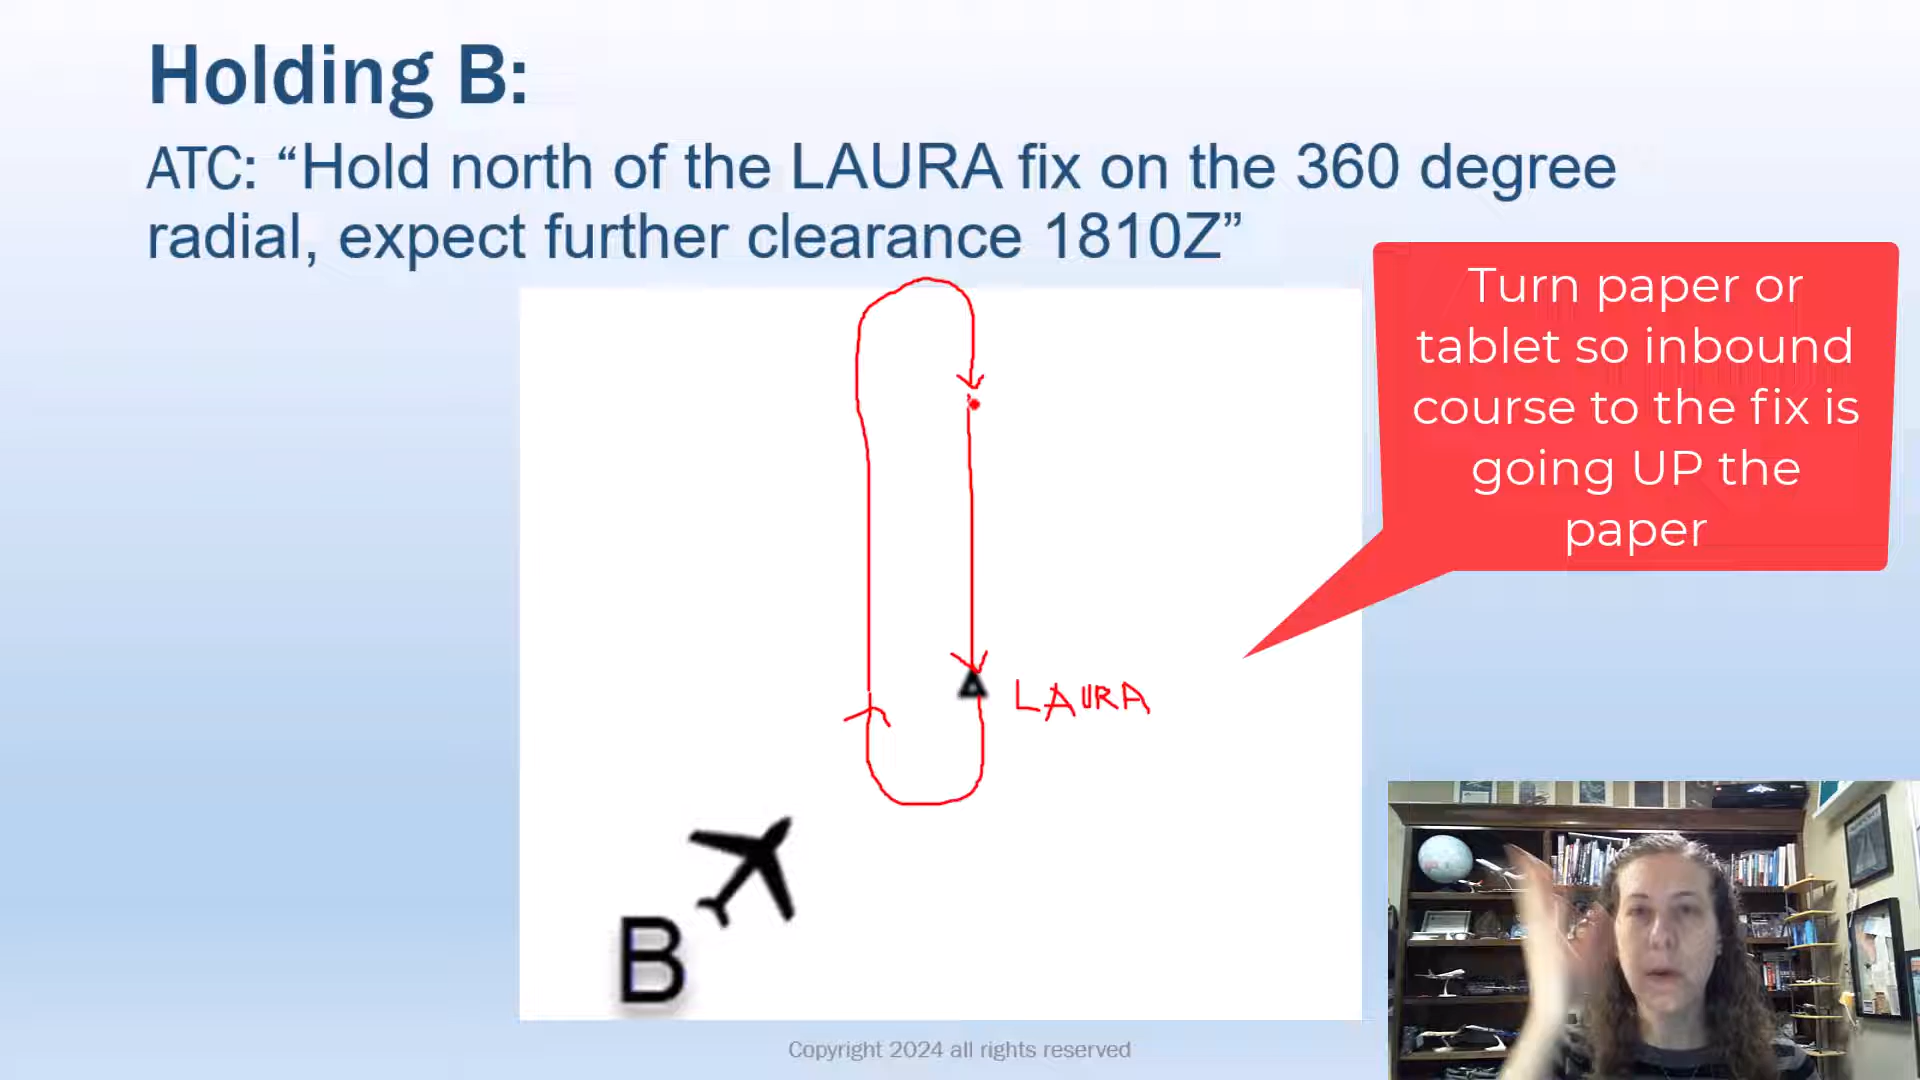 Holding B:
ATC: “Hold north of the LAURA fix on the 360 degree
radial, expect further clearance 1810Z”
Turn paper or
tablet so inbound
course to the fix is
going UP the
paper
LAURA
B
Copyright 2024 all rights reserved